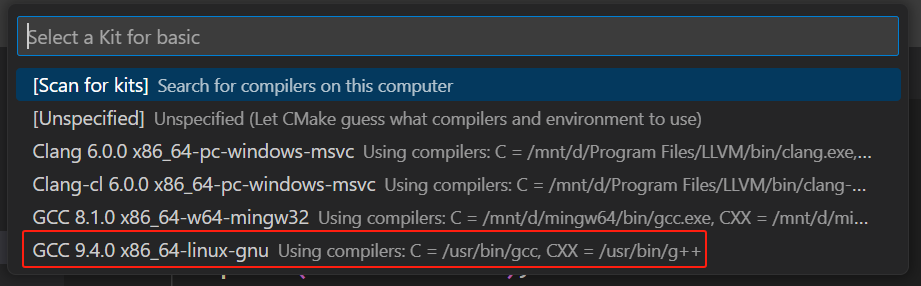 Select a Kit for basic
[Scan for kits] Search for compilers on this computer
[Unspecified] Unspecified (Let CMake guess what compilers and environment to use)
Clang 6.0.0 x86_64-pc-windows-msvc Using compilers: C = /mnt/d/Program Files/LLVM/bin/clang.exe,...
Clang-cl 6.0.0 x86_64-pc-windows-msvc Using compilers: C = /mnt/d/Program Files/LLVM/bin/clang-...
GCC 8.1.0 x86_64-w64-mingw32 Using compilers: C = /mnt/d/mingw64/bin/gcc.exe, CXX = /mnt/d/mi...
GCC 9.4.0 x86_64-linux-gnu Using compilers: C = /usr/bin/gcc, CXX = /usr/bin/g++